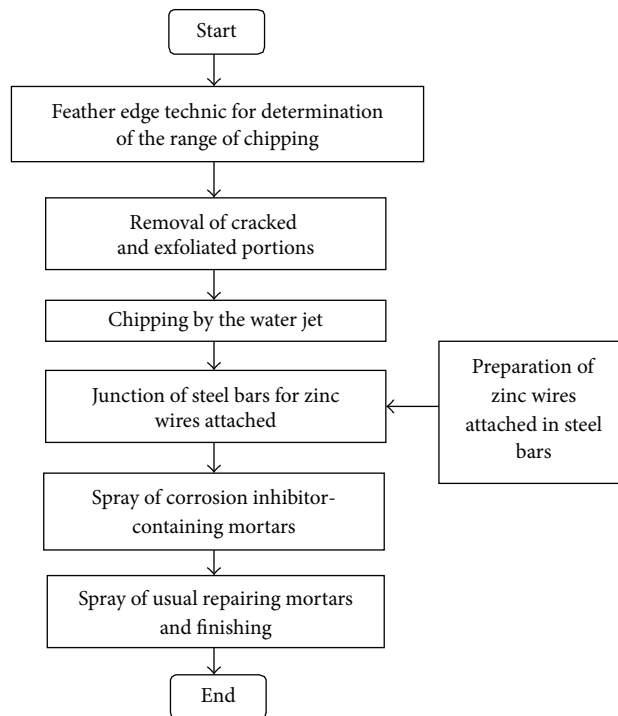 Start
Feather edge technic for determination
of the range of chipping
Removal of cracked
and exfoliated portions
Chipping by the water jet
Junction of steel bars for zinc
wires attached
Preparation of
zinc wires
attached in steel
bars
Spray of corrosion inhibitor-
containing mortars
Spray of usual repairing mortars
and finishing
End